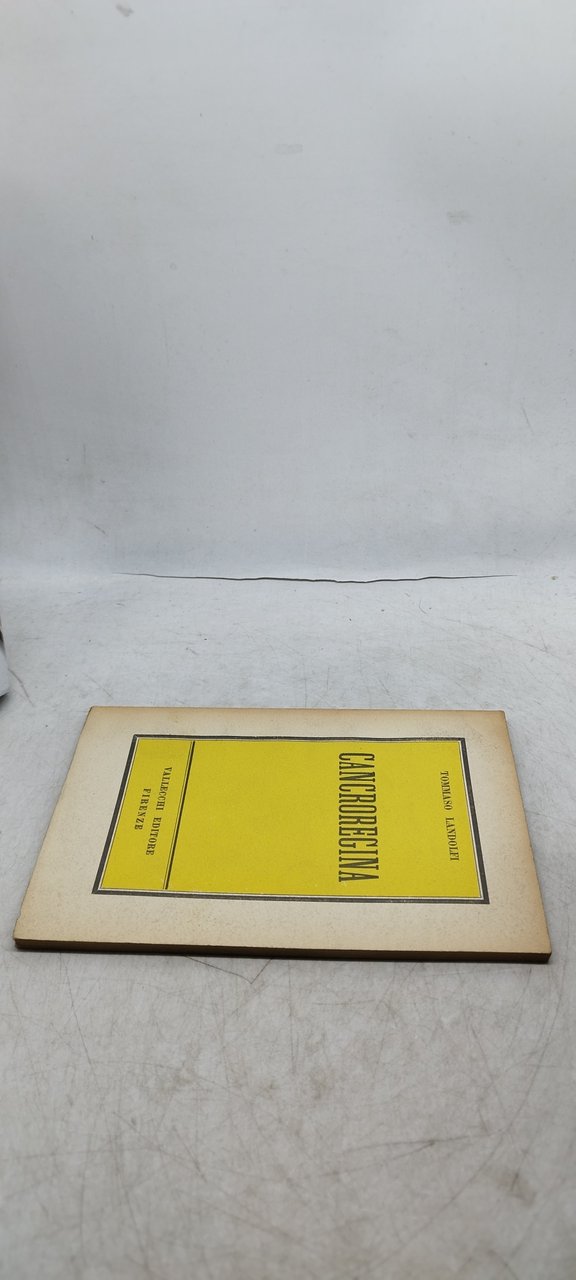 TOMMASO LANDOLFI
CANCROREGINA
VALLECCHI EDITORE
FIRENZE